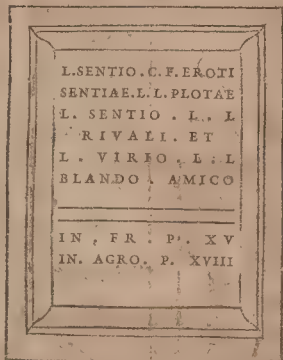 L.SENTIO.C.F.EROTI
SENTIAE.L.L.PLOTAE
L. SENTIO . L. L
RIVALI. ET
L. VIRIO . L. L
BLANDO . AMICO
IN . FR . P. XV
IN. AGRO. P. XVIII